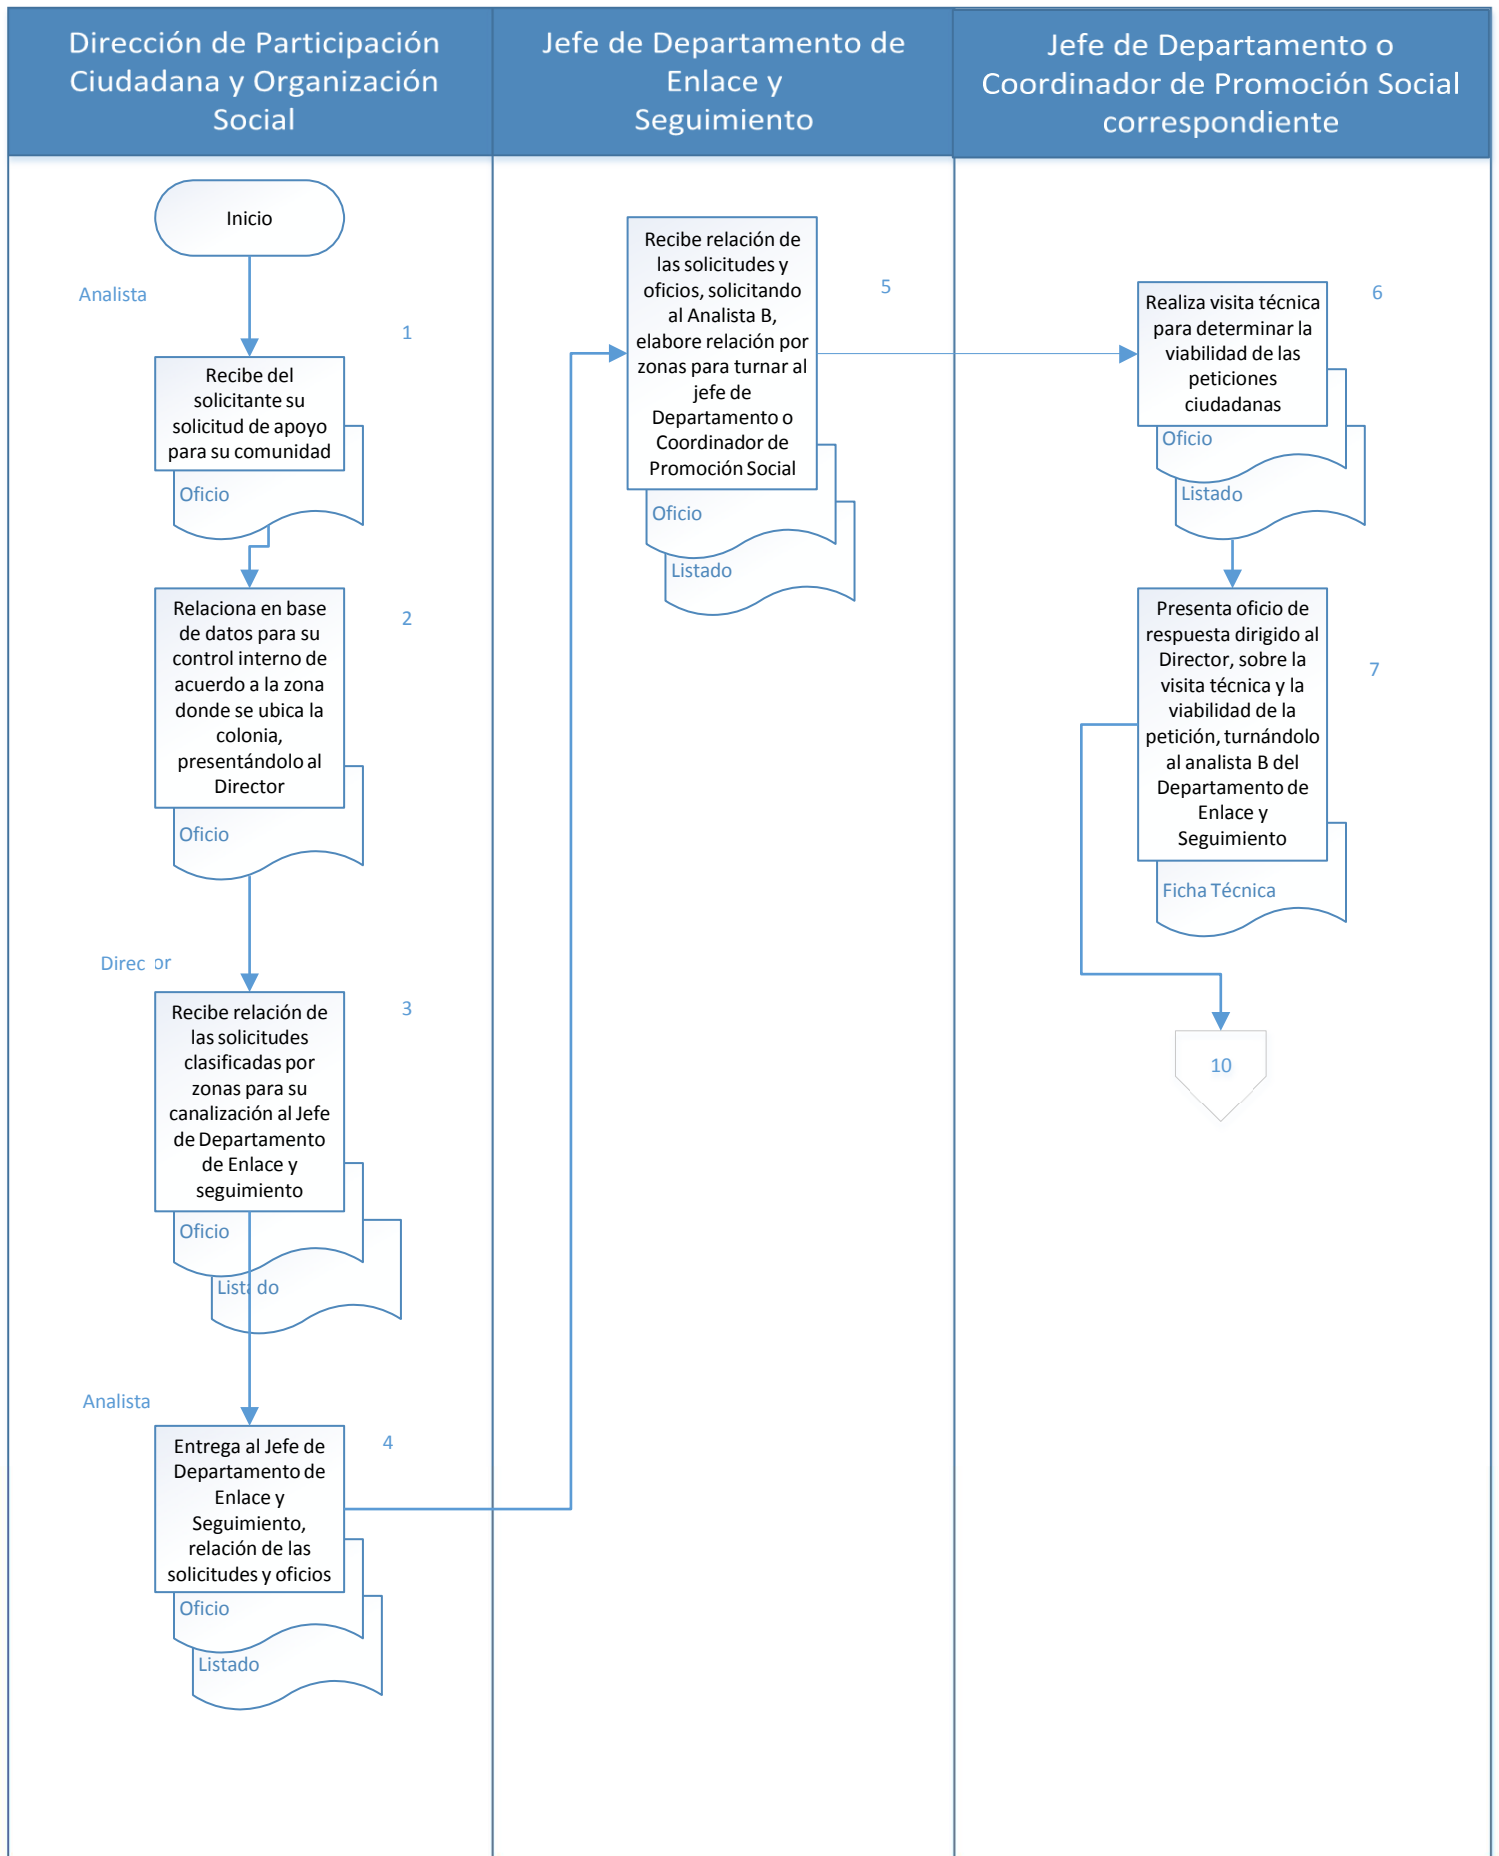 Dirección de Participación
Ciudadana y Organización
Social
Jefe de Departamento de
Enlace y
Seguimiento
Jefe de Departamento o
Coordinador de Promoción Social
correspondiente
Inicio
Analista
1
Recibe del
solicitante su
solicitud de apoyo
para su comunidad
Oficio
2
Relaciona en base
de datos para su
control interno de
acuerdo a la zona
donde se ubica la
colonia,
presentándolo al
Director
Oficio
Direc or
3
Recibe relación de
las solicitudes
clasificadas por
zonas para su
canalización al Jefe
de Departamento
de Enlace y
seguimiento
Oficio
Listado
Analista
4
Entrega al Jefe de
Departamento de
Enlace y
Seguimiento,
relación de las
solicitudes y oficios
Oficio
Listado
5
Recibe relación de
las solicitudes y
oficios, solicitando
al Analista B,
elabore relación por
zonas para turnar al
jefe de
Departamento o
Coordinador de
Promoción Social
Oficio
Listado
6
Realiza visita técnica
para determinar la
viabilidad de las
peticiones
ciudadanas
Oficio
Listado
7
Presenta oficio de
respuesta dirigido al
Director, sobre la
visita técnica y la
viabilidad de la
petición, turnándolo
al analista B del
Departamento de
Enlace y
Seguimiento
Ficha Técnica
10